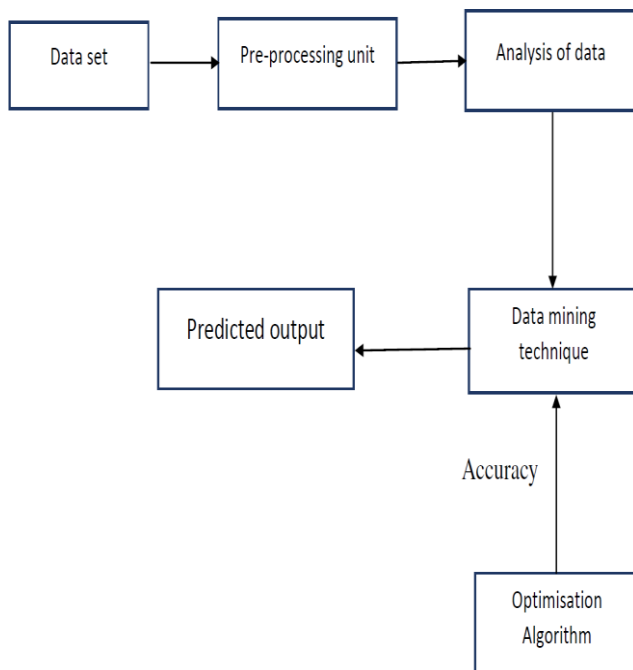 Data set
Pre-processing unit
Analysis of data
Predicted output
Data mining
technique
Accuracy
Optimisation
Algorithm